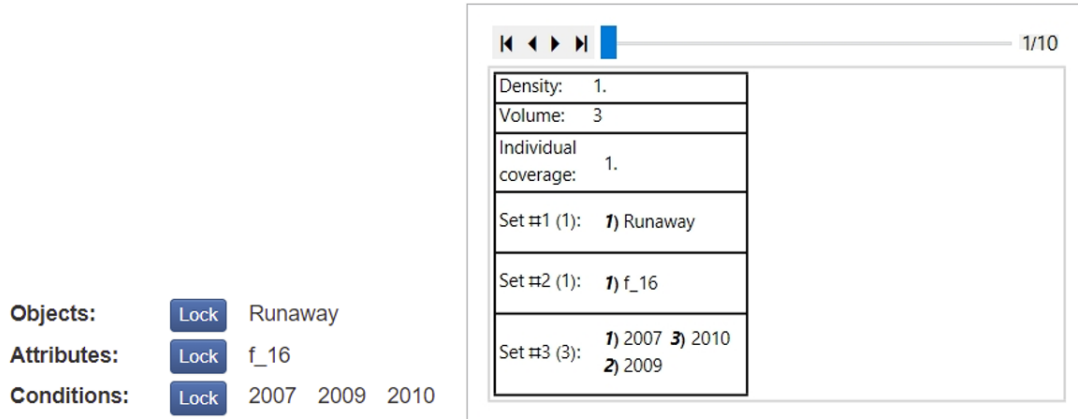 Objects: Lock Runaway
Attributes: Lock f_16
Conditions: Lock 2007 2009 2010
1/10
Density: 1.
Volume: 3
Individual
coverage: 1.
Set #1 (1): 1) Runaway
Set #2 (1): 1) f_16
Set #3 (3): 1) 2007 3) 2010
2) 2009